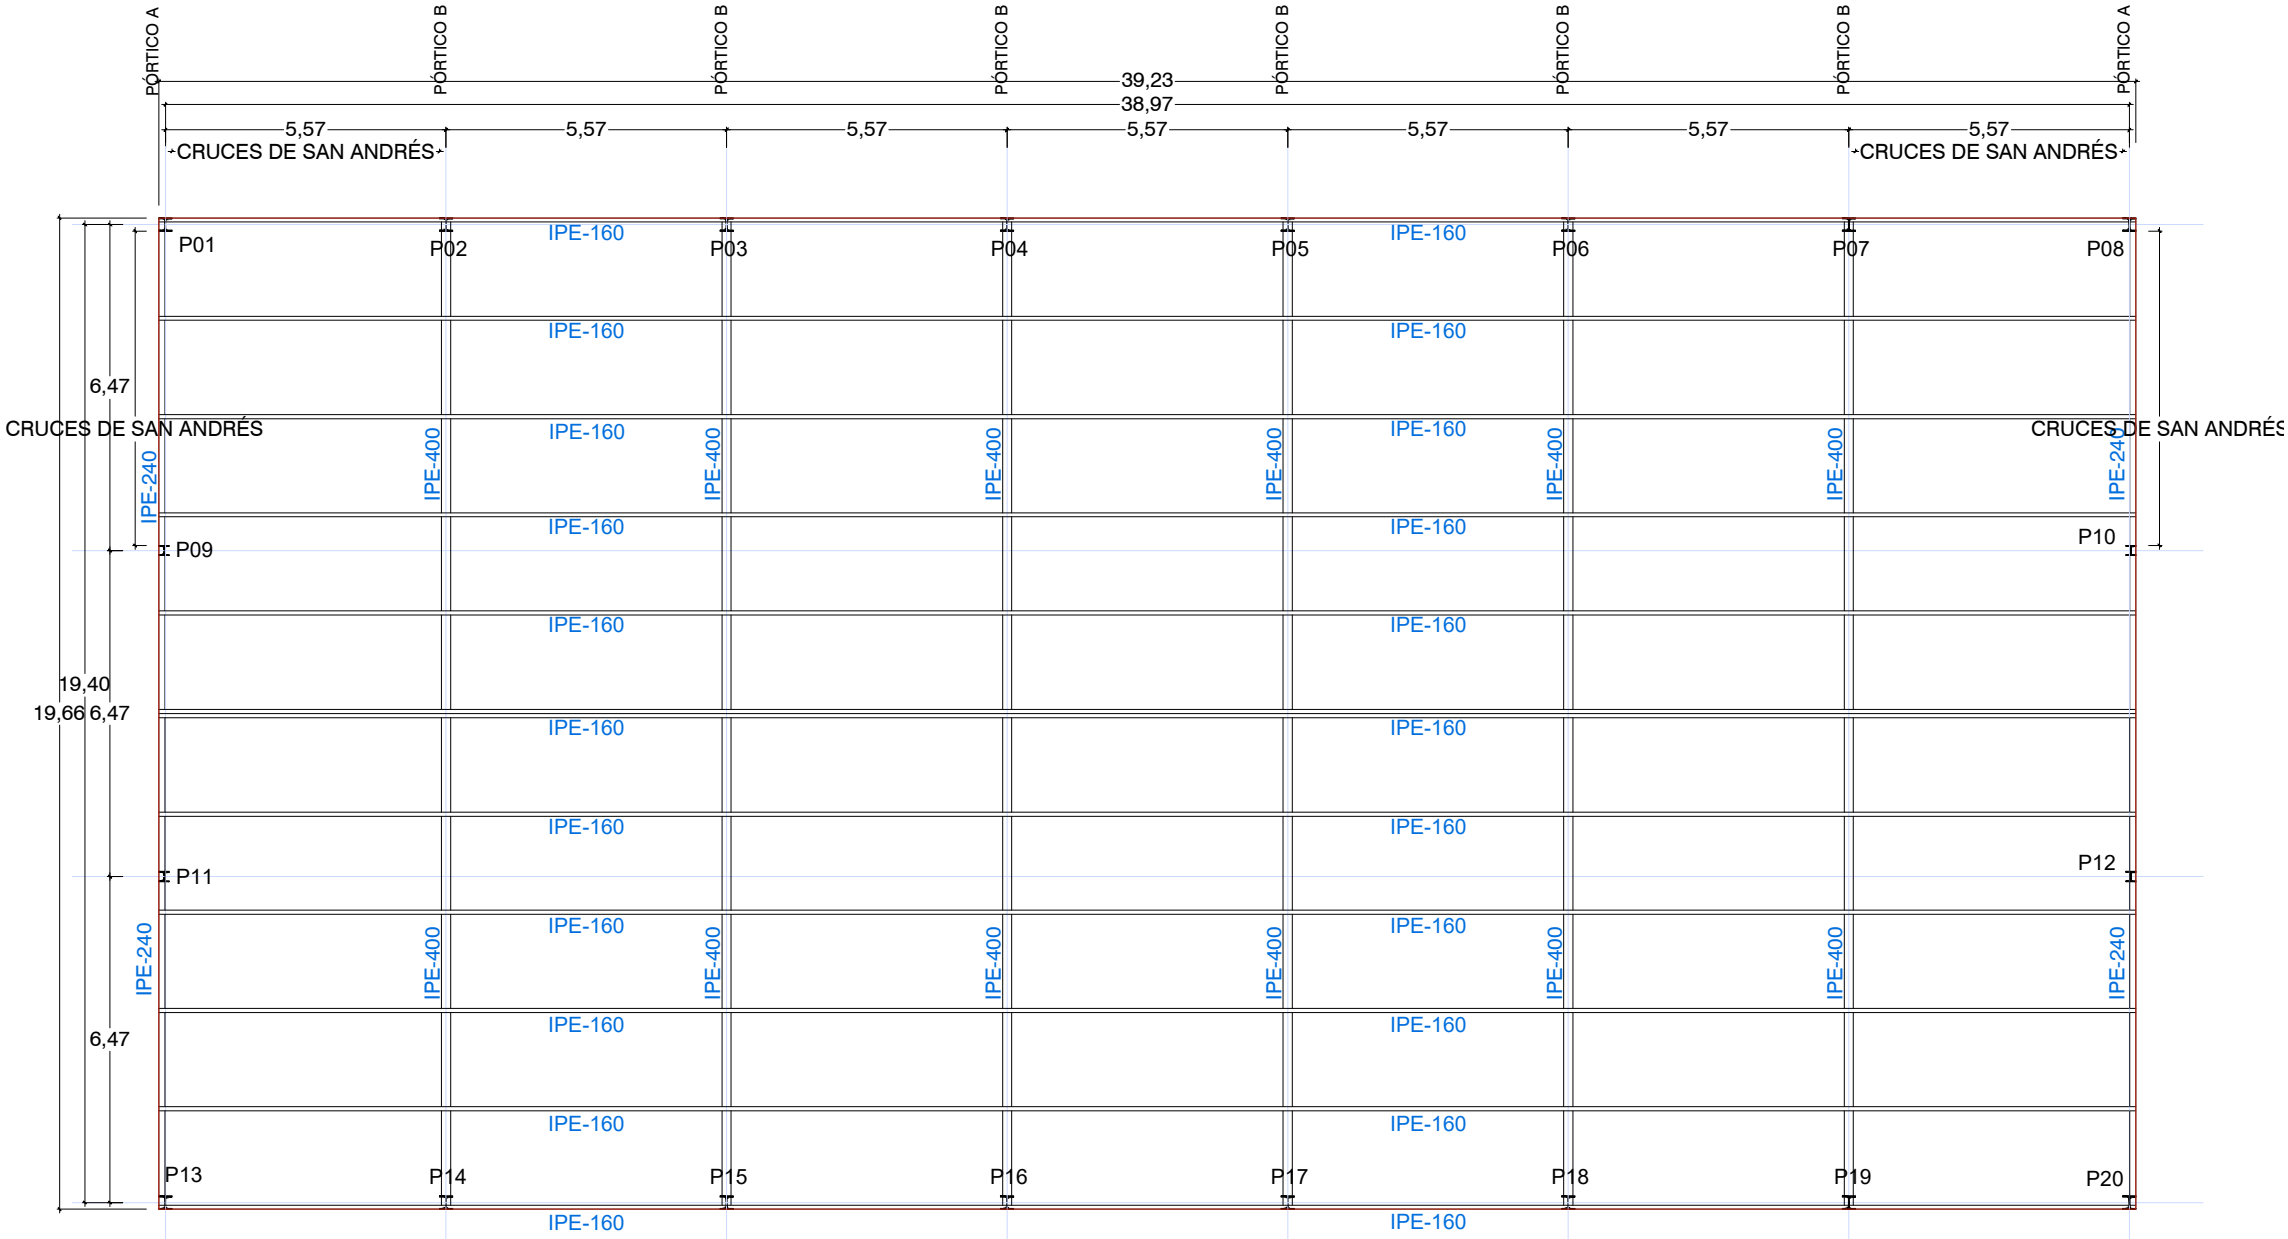 PÓRTICO A
PÓRTICO B
PÓRTICO B
PÓRTICO B
PÓRTICO B
PÓRTICO B
PÓRTICO B
PÓRTICO A
39,23
38,97
5,57
5,57
5,57
5,57
5,57
5,57
5,57
CRUCES DE SAN ANDRÉS
CRUCES DE SAN ANDRÉS
IPE-160
IPE-160
P01
P02
P03
P04
P05
P06
P07
P08
IPE-160
IPE-160
6,47
CRUCES DE SAN ANDRÉS
IPE-160
IPE-160
CRUCES DE SAN ANDRÉS
IPE-240
IPE-400
IPE-400
IPE-400
IPE-400
IPE-400
IPE-400
IPE-240
IPE-160
IPE-160
P09
P10
IPE-160
IPE-160
19,40
19,66
6,47
IPE-160
IPE-160
IPE-160
IPE-160
P11
P12
IPE-160
IPE-160
IPE-240
IPE-400
IPE-400
IPE-400
IPE-400
IPE-400
IPE-400
IPE-240
6,47
IPE-160
IPE-160
IPE-160
IPE-160
P13
P14
P15
P16
P17
P18
P19
P20
IPE-160
IPE-160